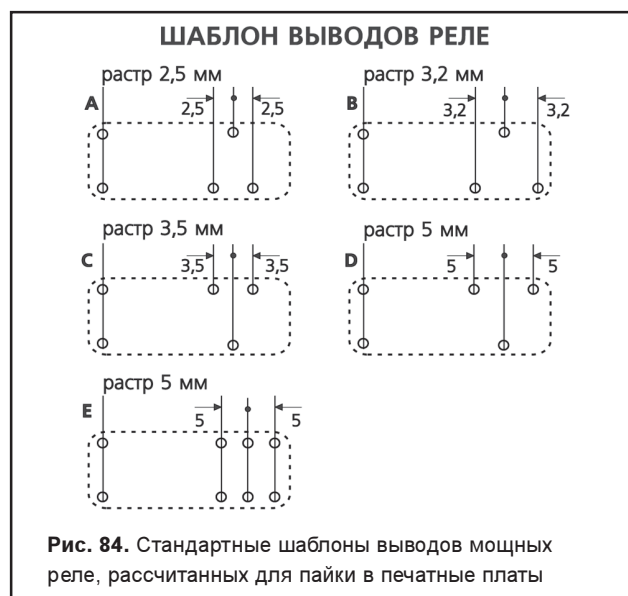 ШАБЛОН ВЫВОДОВ РЕЛЕ
растр 2,5 мм
A
2,5
2,5
растр 3,2 мм
B
3,2
3,2
растр 3,5 мм
C
3,5
3,5
растр 5 мм
D
5
5
растр 5 мм
E
5
5
Рис. 84. Стандартные шаблоны выводов мощных
реле, рассчитанных для пайки в печатные платы